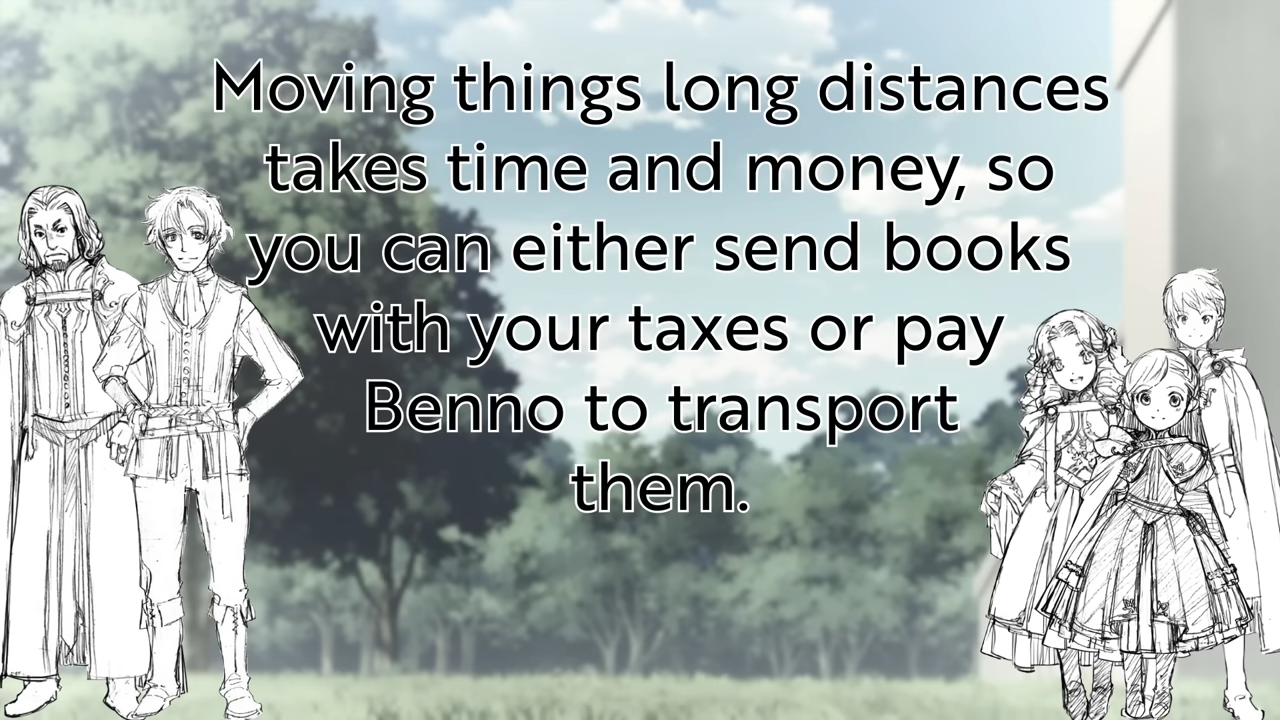 Moving things long distances
takes time and money, so
you can either send books
with your taxes or pay
Benno to transport
them.